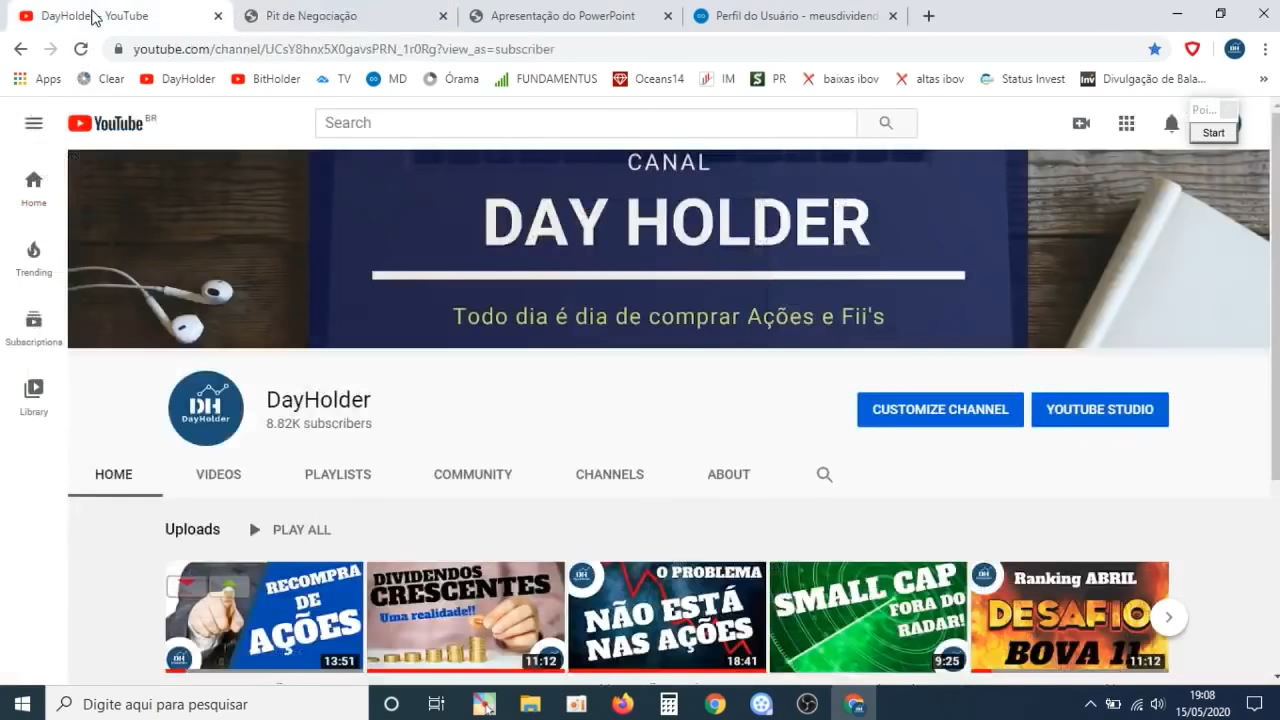 DayHolder - YouTube
Pit de Negociação
Apresentação do PowerPoint
Perfil do Usuário - meusdividend
youtube.com/channel/UCsY8hnx5X0gavsPRN_1r0Rg?view_as=subscriber
Apps
Clear
DayHolder
BitHolder
TV
MD
Grama
FUNDAMENTUS
Oceans14
IM
PR
baixas ibov
altas ibov
Status Invest
Divulgação de Bala...
YouTube BR
Search
Poi...
Start
Home
Trending
Subscriptions
Library
CANAL
DAY HOLDER
Todo dia é dia de comprar Ações e Fii's
DH
DayHolder
DayHolder
8.82K subscribers
CUSTOMIZE CHANNEL
YOUTUBE STUDIO
HOME
VIDEOS
PLAYLISTS
COMMUNITY
CHANNELS
ABOUT
Uploads
PLAY ALL
RECOMPRA
DE
AÇÕES
13:51
DIVIDENDOS
CRESCENTES
Uma realidade!!
11:12
O PROBLEMA
NÃO ESTÁ
NAS AÇÕES
18:41
SMALL CAP
FORA DO
RADAR!
9:25
Ranking ABRIL
DESAFIO
BOVA 11
11:12
Digite aqui para pesquisar
19:08
15/05/2020